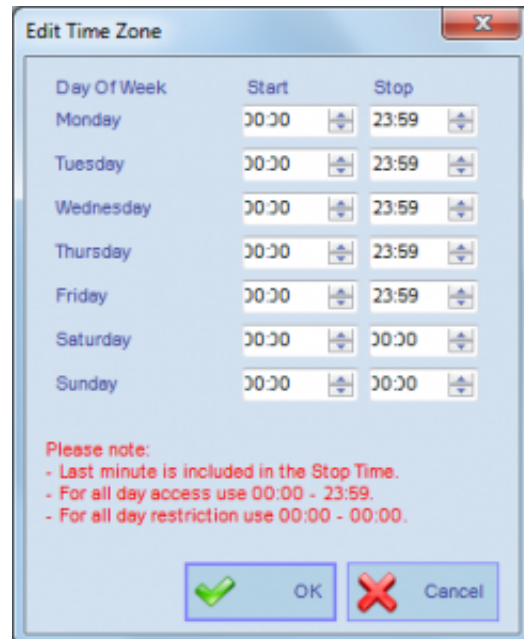 Edit Time Zone
Day Of Week Start Stop
Monday 00:00 23:59
Tuesday 00:00 23:59
Wednesday 00:00 23:59
Thursday 00:00 23:59
Friday 00:00 23:59
Saturday 00:00 00:00
Sunday 00:00 00:00
Please note:
- Last minute is included in the Stop Time.
- For all day access use 00:00 - 23:59.
- For all day restriction use 00:00 - 00:00.
OK Cancel